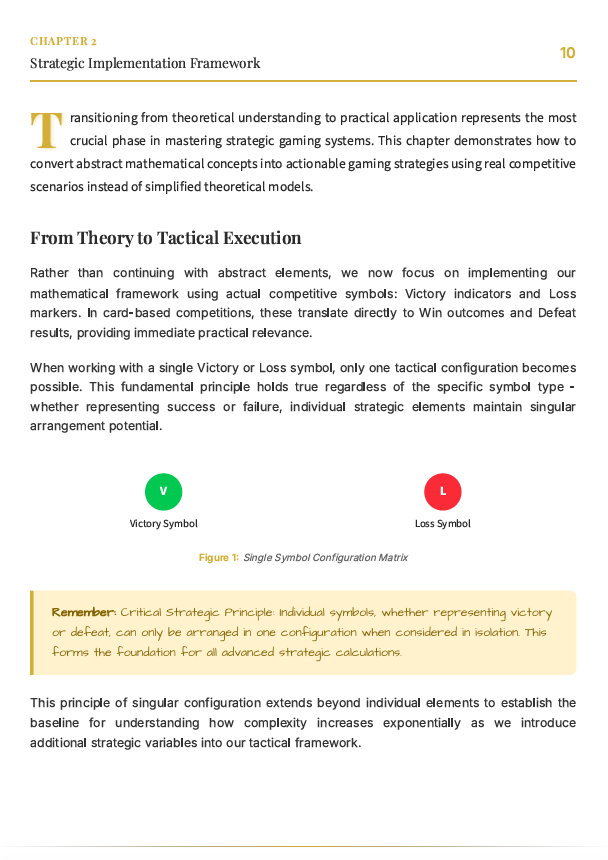 CHAPTER 2
Strategic Implementation Framework
10
Transitioning from theoretical understanding to practical application represents the most
crucial phase in mastering strategic gaming systems. This chapter demonstrates how to
convert abstract mathematical concepts into actionable gaming strategies using real competitive
scenarios instead of simplified theoretical models.
From Theory to Tactical Execution
Rather than continuing with abstract elements, we now focus on implementing our
mathematical framework using actual competitive symbols: Victory indicators and Loss
markers. In card-based competitions, these translate directly to Win outcomes and Defeat
results, providing immediate practical relevance.
When working with a single Victory or Loss symbol, only one tactical configuration becomes
possible. This fundamental principle holds true regardless of the specific symbol type -
whether representing success or failure, individual strategic elements maintain singular
arrangement potential.
V
L
Victory Symbol
Loss Symbol
Figure 1: Single Symbol Configuration Matrix
Remember: Critical Strategic Principle: Individual symbols, whether representing victory
or defeat, can only be arranged in one configuration when considered in isolation. This
forms the foundation for all advanced strategic calculations.
This principle of singular configuration extends beyond individual elements to establish the
baseline for understanding how complexity increases exponentially as we introduce
additional strategic variables into our tactical framework.